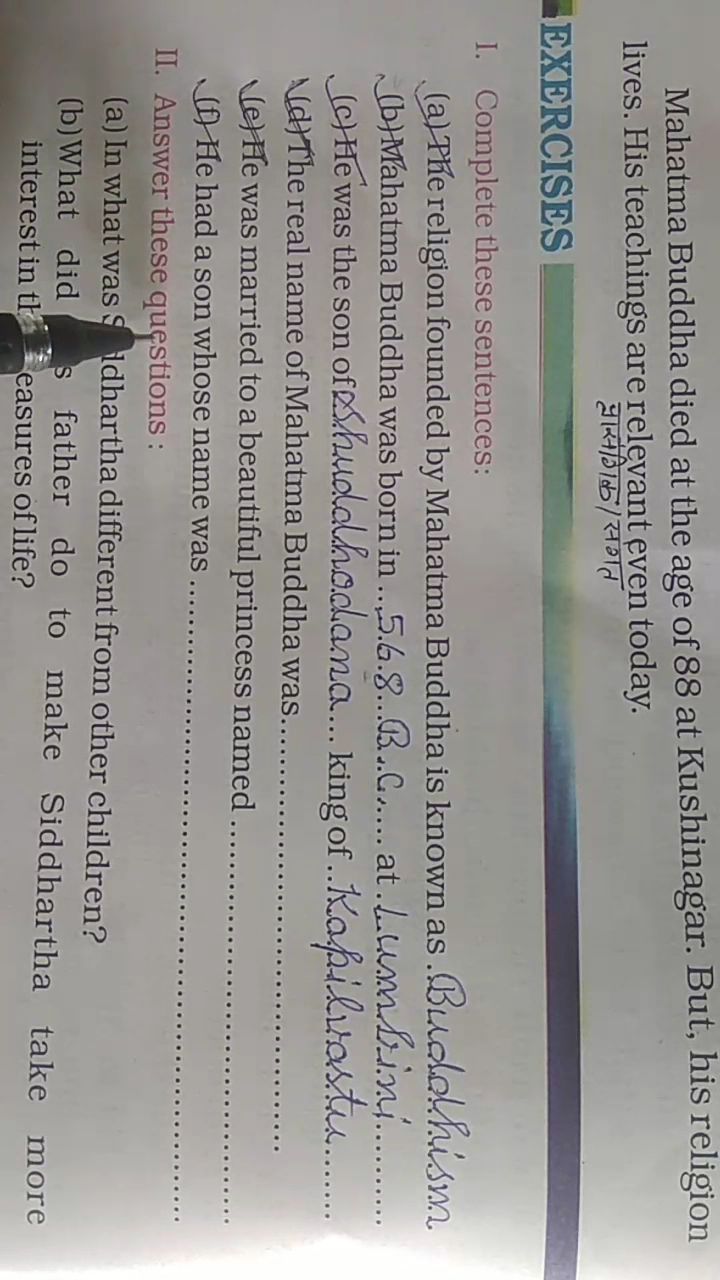 Mahatma Buddha died at the age of 88 at Kushinagar. But, his religion
lives. His teachings are relevant even today.
प्रासंगिक/संगत
EXERCISES
I. Complete these sentences:
(a) The religion founded by Mahatma Buddha is known as . Buddhism
(b) Mahatma Buddha was born in ... 568 ... B.C. .... at . Lumbini ..........
(c) He was the son of Shuddhodana ... king of .. Kapilvastu ........
(d) The real name of Mahatma Buddha was..........................................................
(e) He was married to a beautiful princess named ......................................................
(f) He had a son whose name was ................................................................................
II. Answer these questions :
(a) In what was S ddhartha different from other children?
(b) What did s father do to make Siddhartha take more
interest in th easures of life?